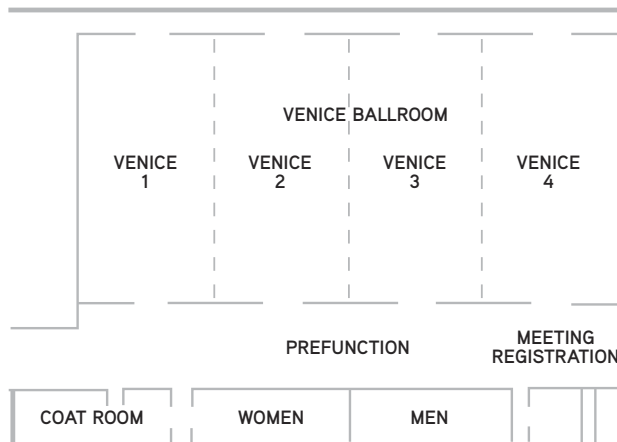 VENICE BALLROOM
VENICE
1
VENICE
2
VENICE
3
VENICE
4
PREFUNCTION
MEETING
REGISTRATION
COAT ROOM
WOMEN
MEN